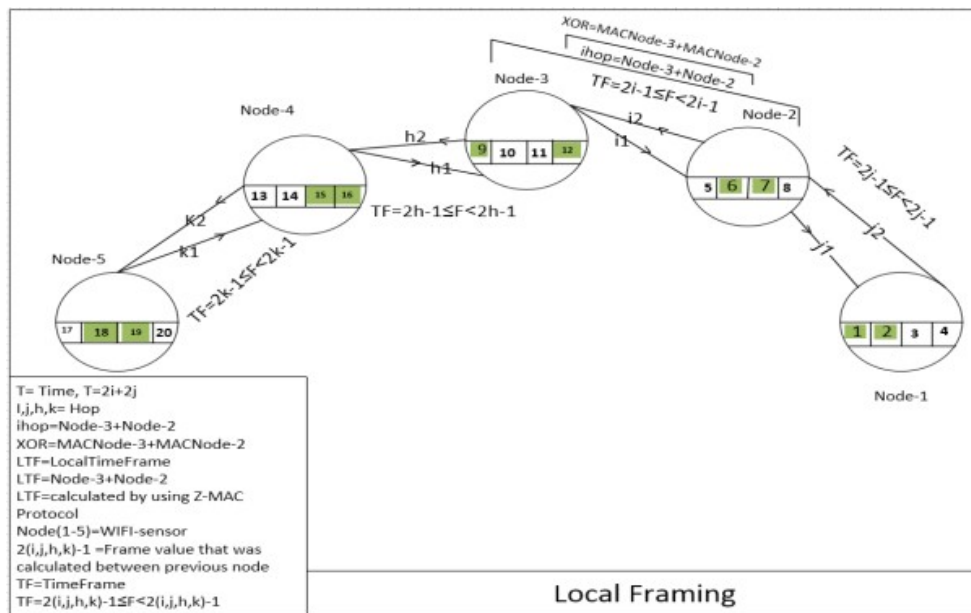 XOR=MACNode-3+MACNode-2
ihop=Node-3+Node-2
TF=2i-1≤F<2i-1
Node-3
Node-2
Node-4
i2
i1
h2
h1
9 10 11 12
5 6 7 8
13 14 15 16
TF=2h-1≤F<2h-1
TF=2j-1≤F<2j-1
K2
k1
j2
j1
TF=2k-1≤F<2k-1
Node-5
17 18 19 20
1 2 3 4
Node-1
T= Time, T=2i+2j
I,j,h,k= Hop
ihop=Node-3+Node-2
XOR=MACNode-3+MACNode-2
LTF=LocalTimeFrame
LTF=Node-3+Node-2
LTF=calculated by using Z-MAC
Protocol
Node(1-5)=WIFI-sensor
2(i,j,h,k)-1 =Frame value that was
calculated between previous node
TF=TimeFrame
TF=2(i,j,h,k)-1≤F<2(i,j,h,k)-1
Local Framing